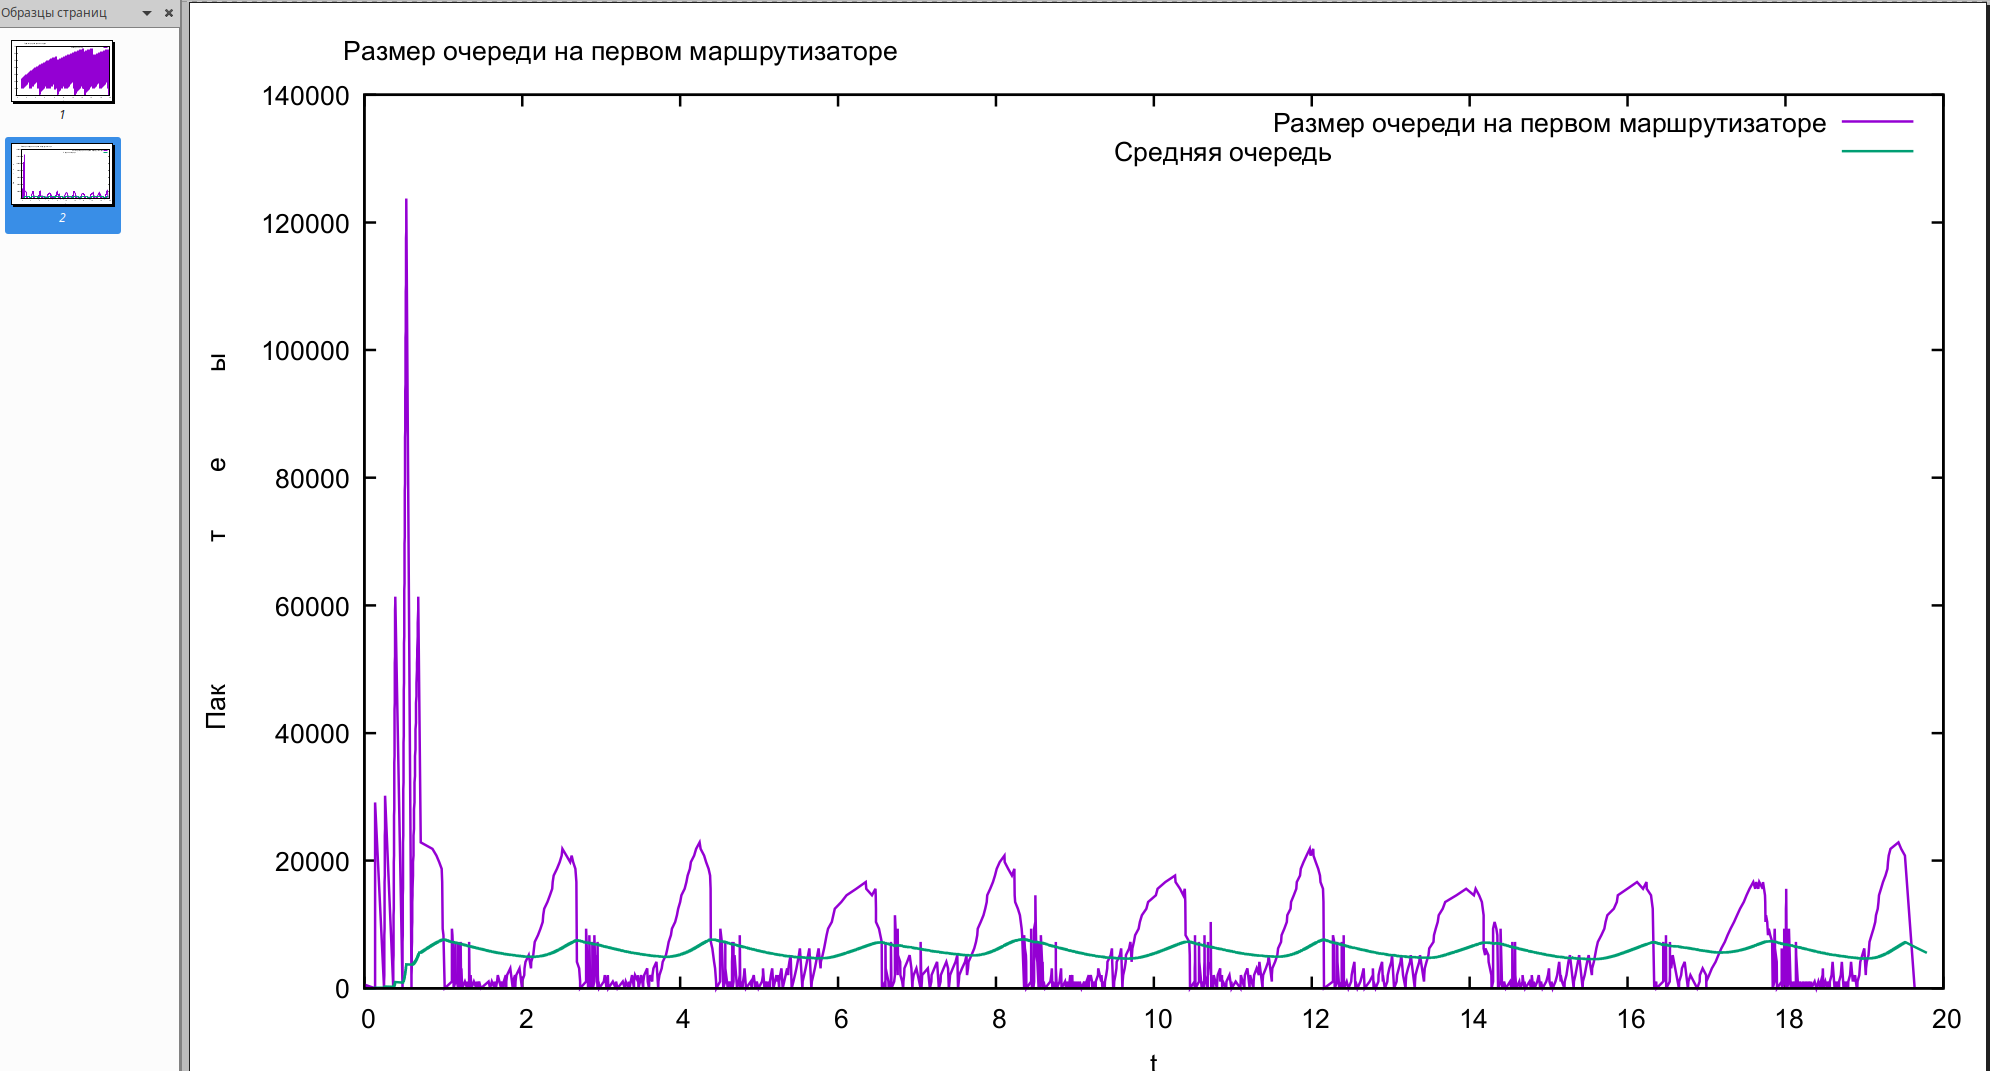 Образцы страниц
1
2
Размер очереди на первом маршрутизаторе
Размер очереди на первом маршрутизаторе
Средняя очередь
140000
120000
100000
80000
60000
40000
20000
0
Пак е т ы
0 2 4 6 8 10 12 14 16 18 20
t